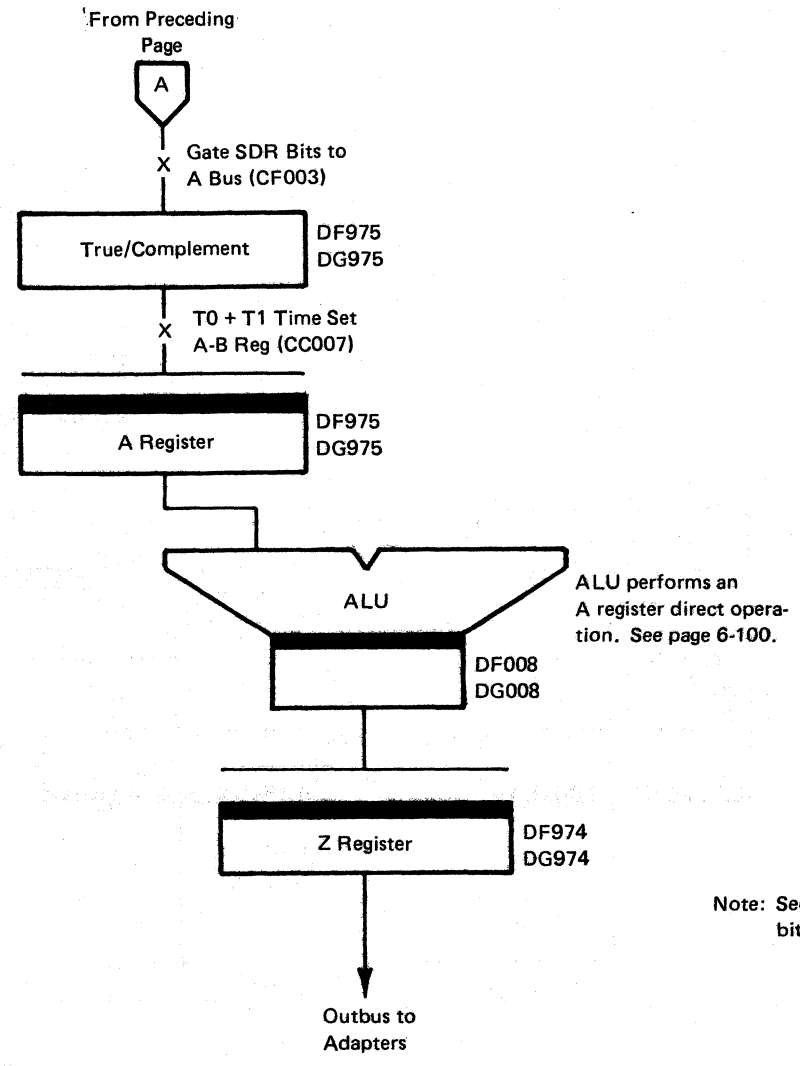 From Preceding
Page
A
X
Gate SDR Bits to
A Bus (CF003)
True/Complement
DF975
DG975
X
T0 + T1 Time Set
A-B Reg (CC007)
A Register
DF975
DG975
ALU
ALU performs an
A register direct opera-
tion. See page 6-100.
DF008
DG008
Z Register
DF974
DG974
Note:
Outbus to
Adapters